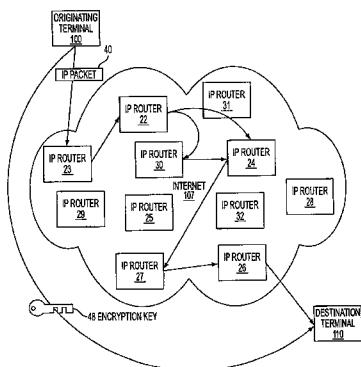 ORIGINATING
TERMINAL
100
40
IP PACKET
IP ROUTER
22
IP ROUTER
31
IP ROUTER
23
IP ROUTER
30
IP ROUTER
24
INTERNET
107
IP ROUTER
29
IP ROUTER
25
IP ROUTER
32
IP ROUTER
28
IP ROUTER
27
IP ROUTER
26
48 ENCRYPTION KEY
DESTINATION
TERMINAL
110